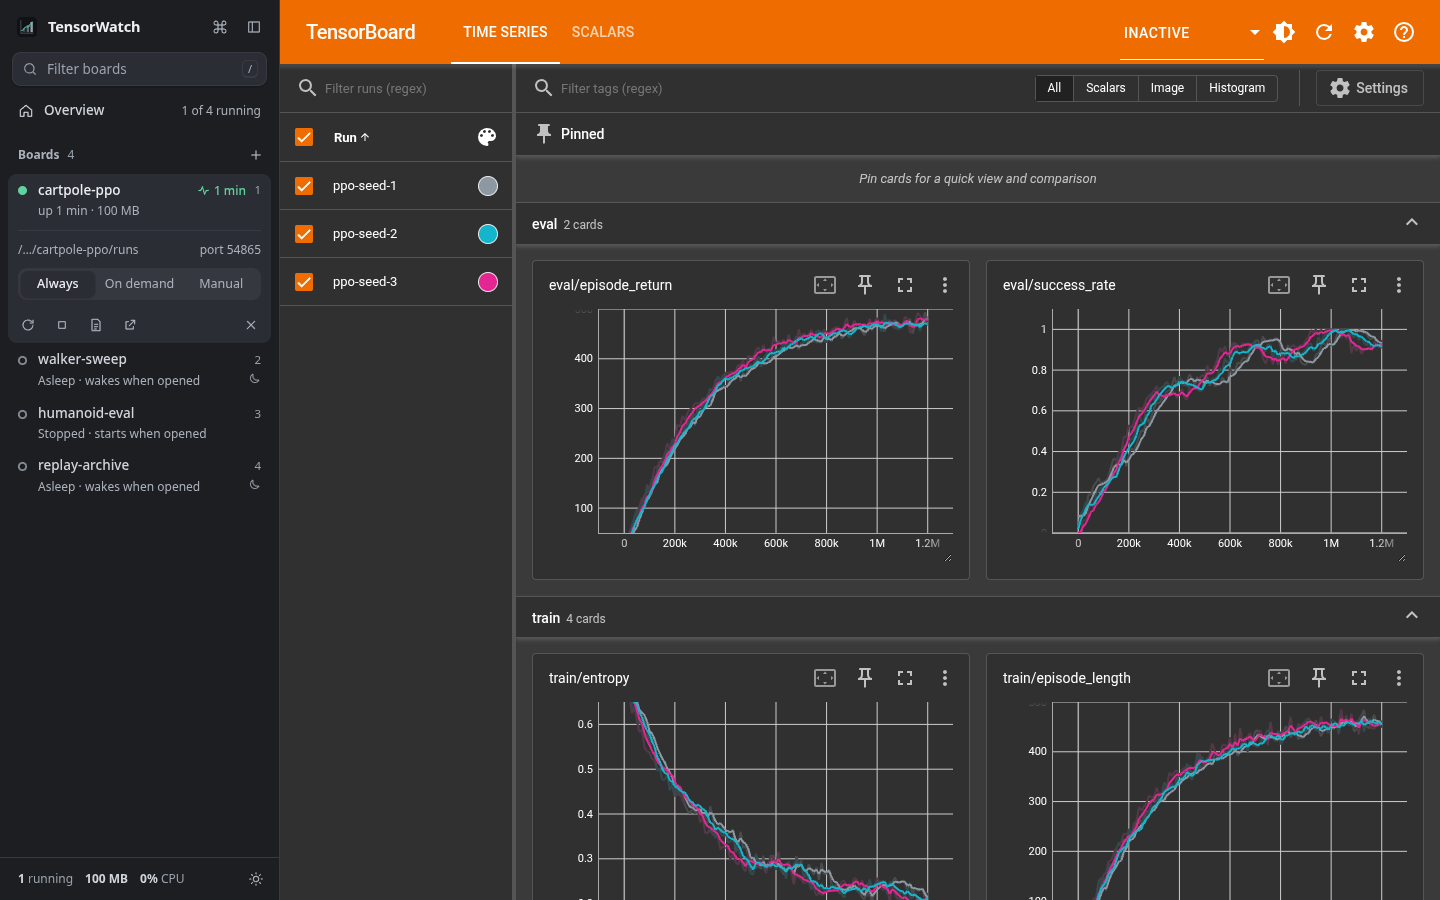 TensorWatch
Filter boards
/
Overview
1 of 4 running
Boards 4
cartpole-ppo
1 min
1
up 1 min · 100 MB
/.../cartpole-ppo/runs
port 54865
Always
On demand
Manual
walker-sweep
2
Asleep · wakes when opened
humanoid-eval
3
Stopped · starts when opened
replay-archive
4
Asleep · wakes when opened
1 running
100 MB
0% CPU
TensorBoard
TIME SERIES
SCALARS
INACTIVE
Filter runs (regex)
Run
ppo-seed-1
ppo-seed-2
ppo-seed-3
Filter tags (regex)
All
Scalars
Image
Histogram
Settings
Pinned
Pin cards for a quick view and comparison
eval 2 cards
eval/episode_return
400
300
200
100
0 200k 400k 600k 800k 1M 1.2M
eval/success_rate
1
0.8
0.6
0.4
0.2
0 200k 400k 600k 800k 1M 1.2M
train 4 cards
train/entropy
0.6
0.5
0.4
0.3
train/episode_length
400
300
200